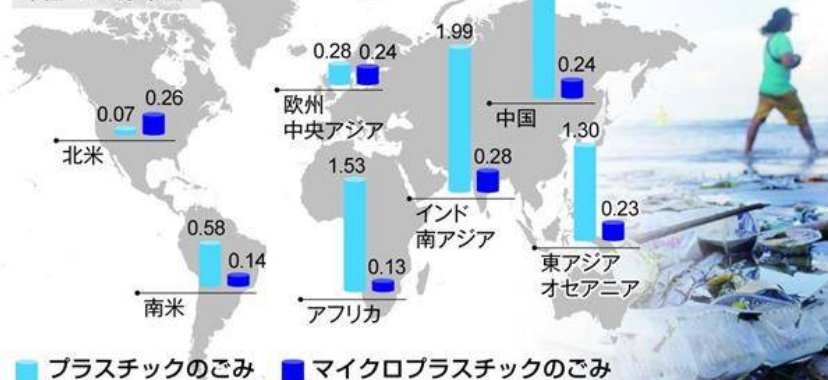 1.99
0.28 0.24
0.24
0.07 0.26
欧州
中央アジア
中国
1.30
北米
1.53
0.28
インド
南アジア
0.58
0.23
0.14
0.13
東アジア
オセアニア
南米
アフリカ
プラスチックのごみ マイクロプラスチックのごみ